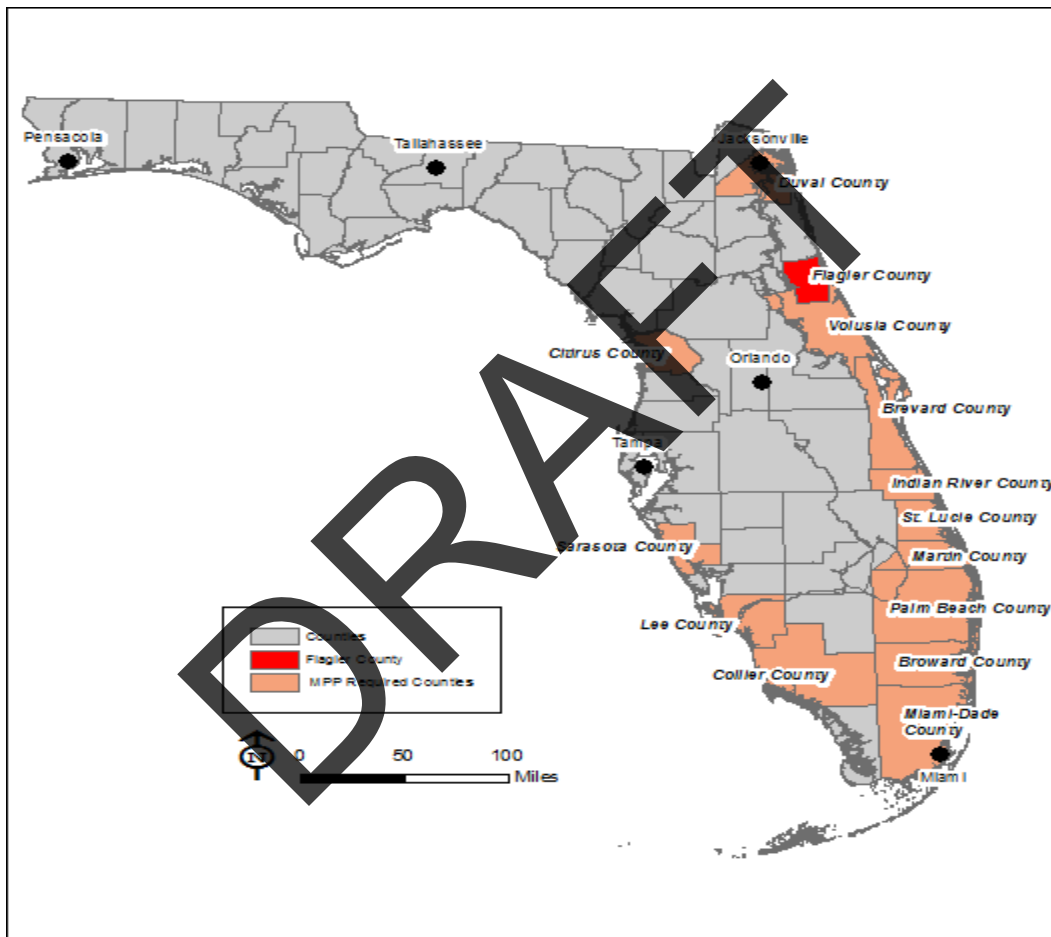 Pensacola
Tallahassee
Jacksonville
Duval County
Flagler County
Volusia County
Citrus County
Orlando
Brevard County
Tampa
Indian River County
St. Lucie County
Sarasota County
Martin County
Palm Beach County
Lee County
Broward County
Collier County
Miami-Dade
County
Miami
Counties
Flagler County
MPP Required Counties
N
0 50 100
Miles
DRAFT